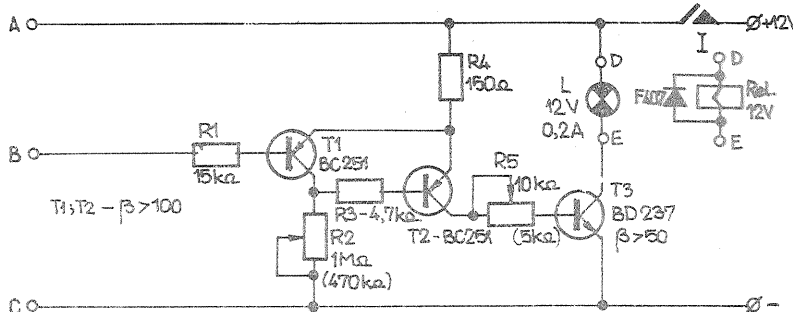 A
+12V
I
R4
150Ω
D
L
12V
0,2A
E
F407
D
ReL
12V
E
B
R1
15kΩ
T1
BC251
T1;T2 - β>100
R3-4,7kΩ
R5
10kΩ
(5kΩ)
T2-BC251
T3
BD237
β>50
R2
1MΩ
(470kΩ)
C
-